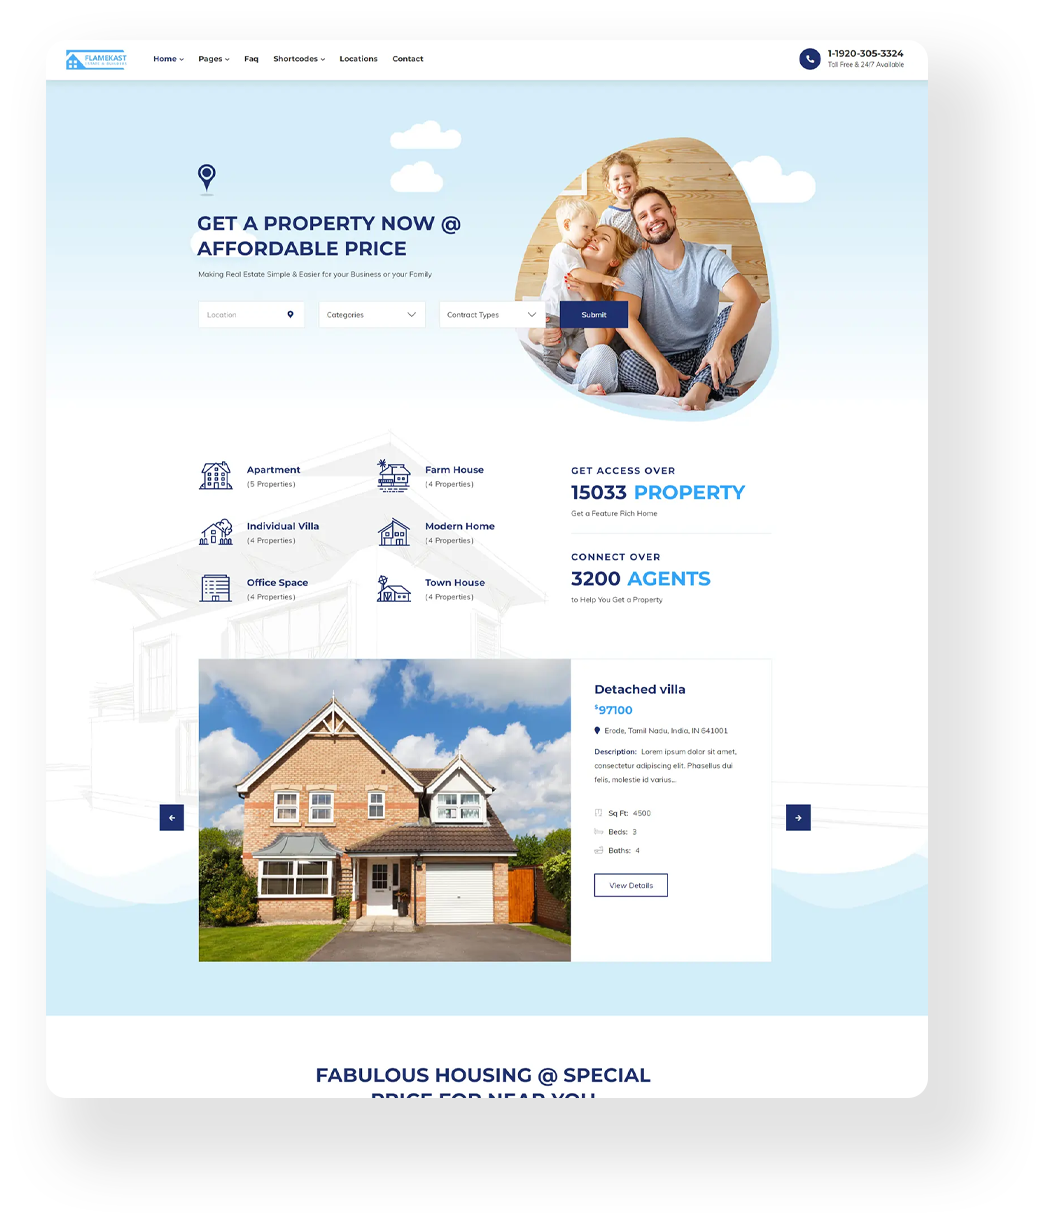 FLAMEKAST
Home Pages Faq Shortcodes Locations Contact
1-1920-305-3324
Toll Free & 24/7 Available
GET A PROPERTY NOW @
AFFORDABLE PRICE
Making Real Estate Simple & Easier for your Business or your Family
Location Categories Contract Types Submit
Apartment
(5 Properties)
Farm House
(4 Properties)
Individual Villa
(4 Properties)
Modern Home
(4 Properties)
Office Space
(4 Properties)
Town House
(4 Properties)
GET ACCESS OVER
15033 PROPERTY
Get a Feature Rich Home
CONNECT OVER
3200 AGENTS
to Help You Get a Property
Detached villa
$97100
Erode, Tamil Nadu, India, IN 641001
Description: Lorem ipsum dolor sit amet,
consectetur adipiscing elit. Phasellus dui
felis, molestie id varius...
Sq Ft: 4500
Beds: 3
Baths: 4
View Details
FABULOUS HOUSING @ SPECIAL
PRICE FOR NEAR YOU